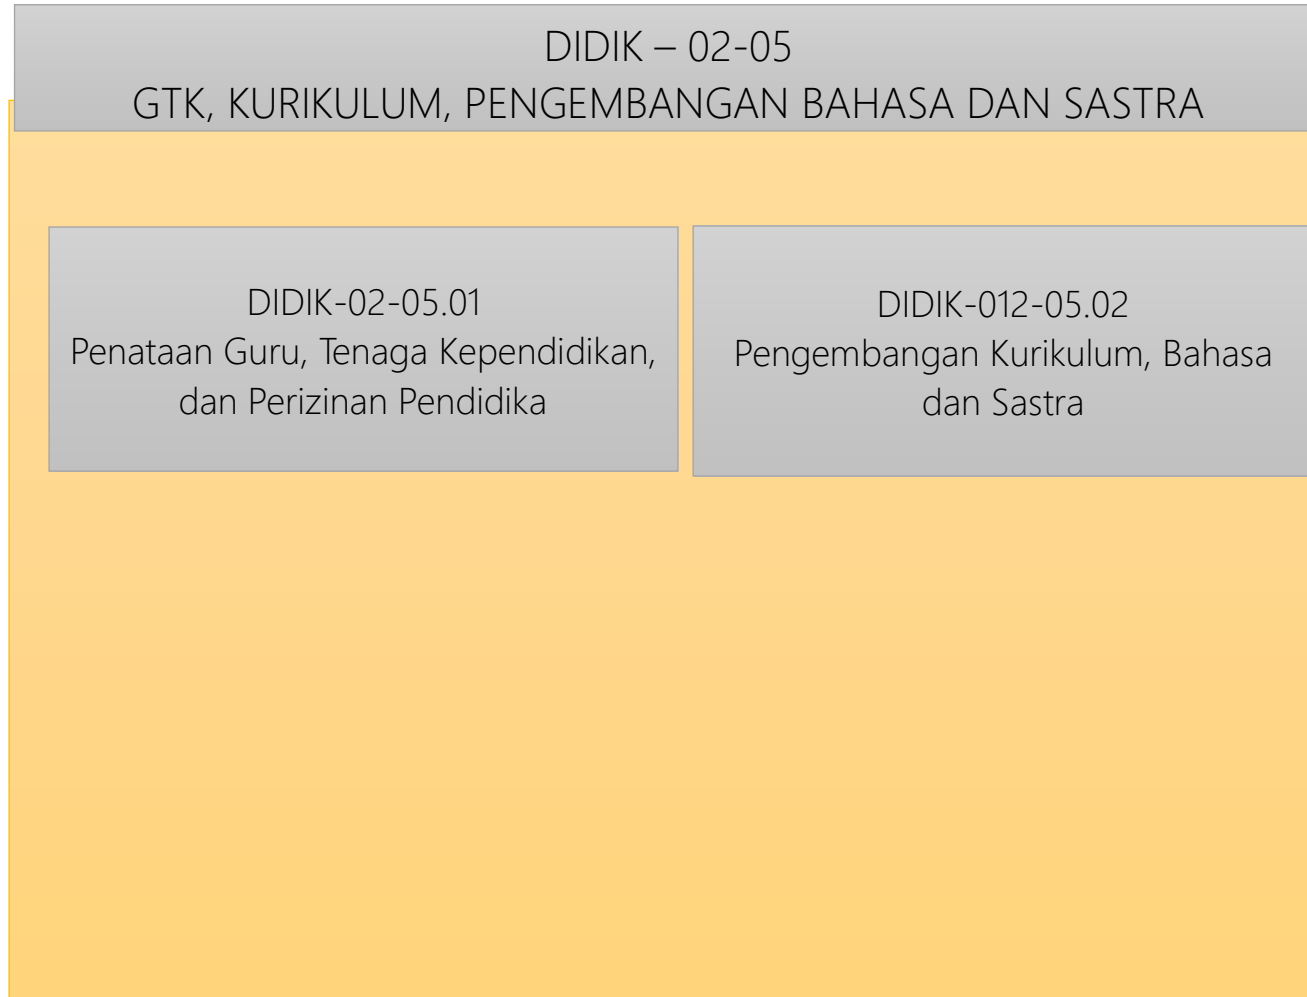 DIDIK – 02-05
GTK, KURIKULUM, PENGEMBANGAN BAHASA DAN SASTRA
DIDIK-02-05.01
Penataan Guru, Tenaga Kependidikan,
dan Perizinan Pendidika
DIDIK-012-05.02
Pengembangan Kurikulum, Bahasa
dan Sastra